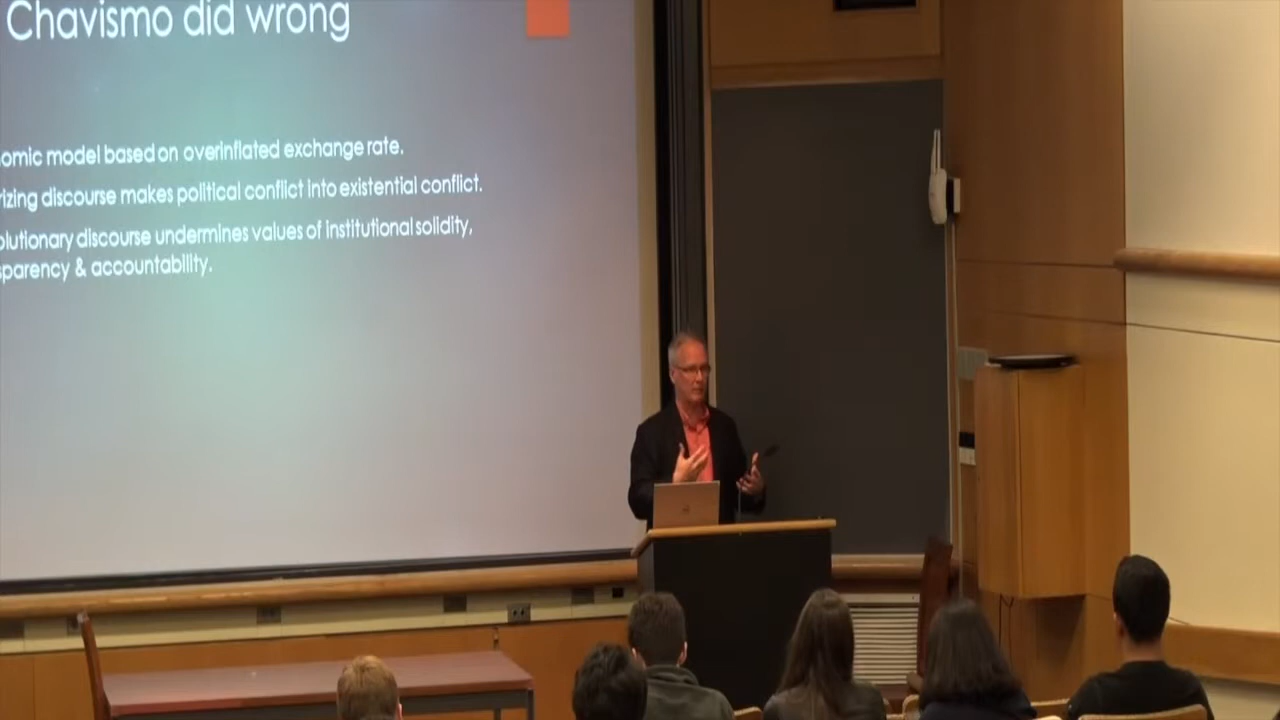 Chavismo did wrong
omic model based on overinflated exchange rate.
rizing discourse makes political conflict into existential conflict.
olutionary discourse undermines values of institutional solidity,
sparency & accountability.